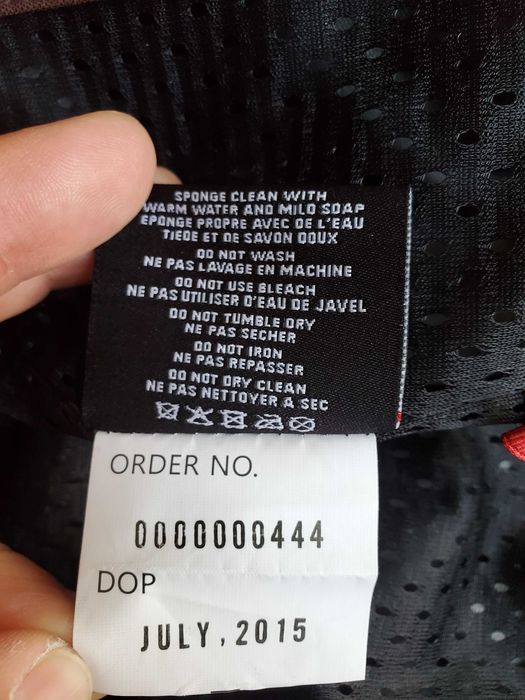 SPONGE CLEAN WITH
WARM WATER AND MILD SOAP
EPONGE PROPRE AVEC DE L'EAU
TIEDE ET DE SAVON DOUX
DO NOT WASH
NE PAS LAVAGE EN MACHINE
DO NOT USE BLEACH
NE PAS UTILISER D'EAU DE JAVEL
DO NOT TUMBLE DRY
NE PAS SECHER
DO NOT IRON
NE PAS REPASSER
DO NOT DRY CLEAN
NE PAS NETTOYER A SEC
ORDER NO.
0000000444
DOP
JULY,2015